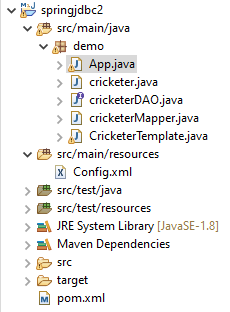 springjdbc2
src/main/java
demo
App.java
cricketer.java
cricketerDAO.java
cricketerMapper.java
CricketerTemplate.java
src/main/resources
Config.xml
src/test/java
src/test/resources
JRE System Library [JavaSE-1.8]
Maven Dependencies
src
target
pom.xml